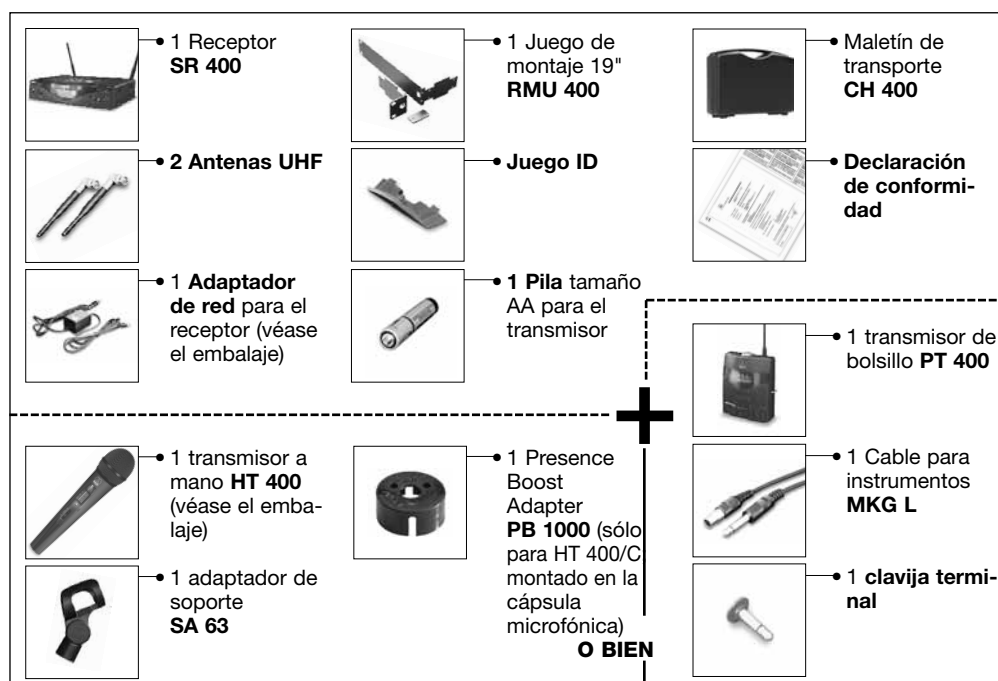 • 1 Receptor
SR 400
• 1 Juego de
montaje 19"
RMU 400
• Maletín de
transporte
CH 400
• 2 Antenas UHF
• Juego ID
• Declaración
de conformi-
dad
• 1 Adaptador
de red para el
receptor (véase
el embalaje)
• 1 Pila tamaño
AA para el
transmisor
• 1 transmisor de
bolsillo PT 400
• 1 transmisor a
mano HT 400
(véase el emba-
laje)
• 1 Presence
Boost
Adapter
PB 1000 (sólo
para HT 400/C
montado en la
cápsula
microfónica)
• 1 Cable para
instrumentos
MKG L
• 1 adaptador de
soporte
SA 63
• 1 clavija termi-
nal
O BIEN